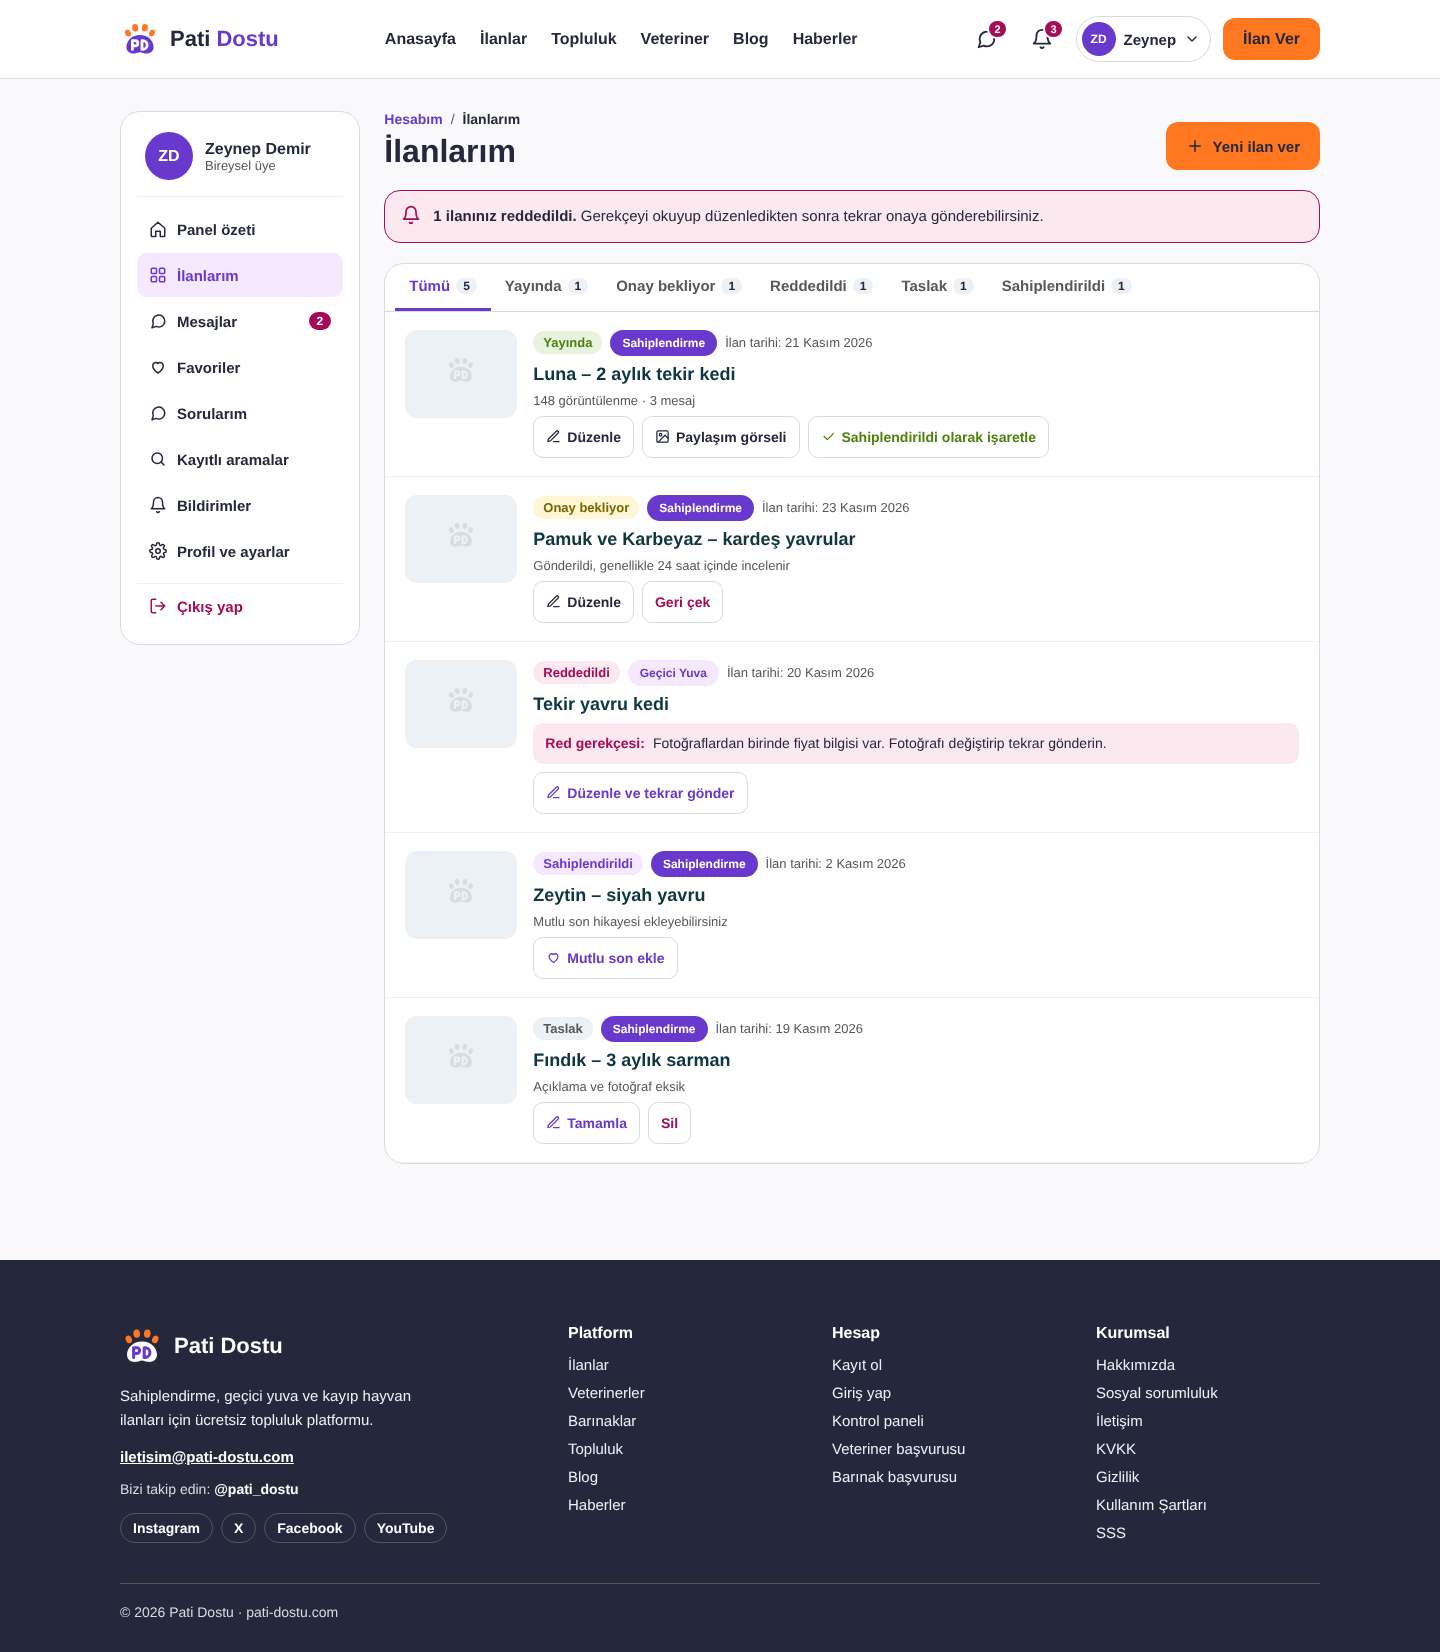 PD Pati Dostu
Anasayfa İlanlar Topluluk Veteriner Blog Haberler
2
3
ZD Zeynep
İlan Ver
ZD
Zeynep Demir
Bireysel üye
Panel özeti
İlanlarım
Mesajlar 2
Favoriler
Sorularım
Kayıtlı aramalar
Bildirimler
Profil ve ayarlar
Çıkış yap
Hesabım / İlanlarım
İlanlarım
Yeni ilan ver
1 ilanınız reddedildi. Gerekçeyi okuyup düzenledikten sonra tekrar onaya gönderebilirsiniz.
Tümü 5 Yayında 1 Onay bekliyor 1 Reddedildi 1 Taslak 1 Sahiplendirildi 1
PD
Yayında Sahiplendirme İlan tarihi: 21 Kasım 2026
Luna – 2 aylık tekir kedi
148 görüntülenme · 3 mesaj
Düzenle Paylaşım görseli Sahiplendirildi olarak işaretle
PD
Onay bekliyor Sahiplendirme İlan tarihi: 23 Kasım 2026
Pamuk ve Karbeyaz – kardeş yavrular
Gönderildi, genellikle 24 saat içinde incelenir
Düzenle Geri çek
PD
Reddedildi Geçici Yuva İlan tarihi: 20 Kasım 2026
Tekir yavru kedi
Red gerekçesi: Fotoğraflardan birinde fiyat bilgisi var. Fotoğrafı değiştirip tekrar gönderin.
Düzenle ve tekrar gönder
PD
Sahiplendirildi Sahiplendirme İlan tarihi: 2 Kasım 2026
Zeytin – siyah yavru
Mutlu son hikayesi ekleyebilirsiniz
Mutlu son ekle
PD
Taslak Sahiplendirme İlan tarihi: 19 Kasım 2026
Fındık – 3 aylık sarman
Açıklama ve fotoğraf eksik
Tamamla Sil
PD Pati Dostu
Sahiplendirme, geçici yuva ve kayıp hayvan
ilanları için ücretsiz topluluk platformu.
iletisim@pati-dostu.com
Bizi takip edin: @pati_dostu
Instagram X Facebook YouTube
Platform
İlanlar
Veterinerler
Barınaklar
Topluluk
Blog
Haberler
Hesap
Kayıt ol
Giriş yap
Kontrol paneli
Veteriner başvurusu
Barınak başvurusu
Kurumsal
Hakkımızda
Sosyal sorumluluk
İletişim
KVKK
Gizlilik
Kullanım Şartları
SSS
© 2026 Pati Dostu · pati-dostu.com